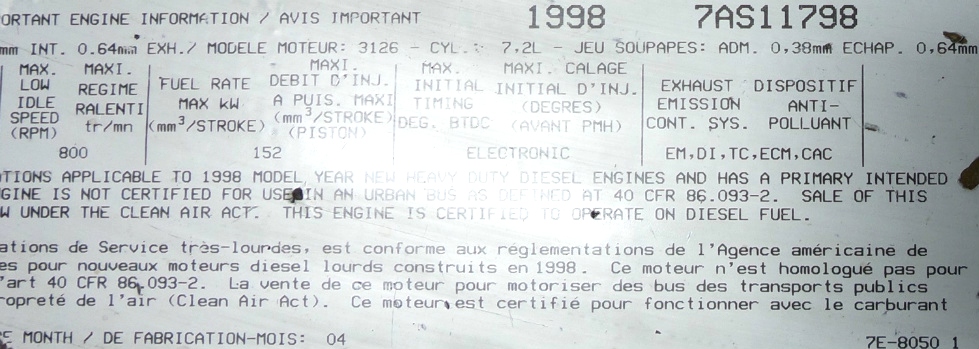 ORTANT ENGINE INFORMATION / AVIS IMPORTANT 1998 7AS11798
mm INT. 0.64mm EXH./ MODELE MOTEUR: 3126 - CYL.: 7,2L - JEU SOUPAPES: ADM. 0,38mm ECHAP. 0,64mm
MAX. LOW IDLE SPEED (RPM) MAXI. REGIME RALENTI tr/mn FUEL RATE MAX kW (mm³/STROKE) MAXI. DEBIT D'INJ. A PUIS. MAXI (mm³/STROKE) (PISTON) MAX. INITIAL TIMING DEG. BTDC MAXI. CALAGE INITIAL D'INJ. (DEGRES) (AVANT PMH) EXHAUST EMISSION CONT. SYS. DISPOSITIF ANTI- POLLUANT
800 152 ELECTRONIC EM,DI,TC,ECM,CAC
ATIONS APPLICABLE TO 1998 MODEL YEAR NEW HEAVY DUTY DIESEL ENGINES AND HAS A PRIMARY INTENDED
GINE IS NOT CERTIFIED FOR USE IN AN URBAN BUS AS DEFINED AT 40 CFR 86.093-2. SALE OF THIS
W UNDER THE CLEAN AIR ACT. THIS ENGINE IS CERTIFIED TO OPERATE ON DIESEL FUEL.
ations de Service très-lourdes, est conforme aux réglementations de l'Agence américaine de
es pour nouveaux moteurs diesel lourds construits en 1998. Ce moteur n'est homologué pas pour
'art 40 CFR 86.093-2. La vente de ce moteur pour motoriser des bus des transports publics
ropreté de l'air (Clean Air Act). Ce moteur est certifié pour fonctionner avec le carburant
E MONTH / DE FABRICATION-MOIS: 04 7E-8050 1